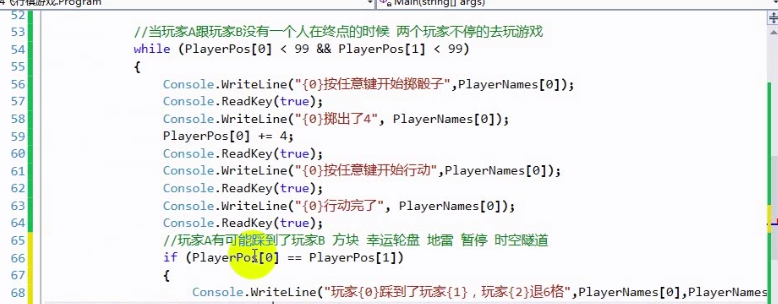 飞行棋游戏.Program
Main(string[] args)
52
53 //当玩家A跟玩家B没有一个人在终点的时候 两个玩家不停的去玩游戏
54 while (PlayerPos[0] < 99 && PlayerPos[1] < 99)
55 {
56 Console.WriteLine("{0}按任意键开始掷骰子",PlayerNames[0]);
57 Console.ReadKey(true);
58 Console.WriteLine("{0}掷出了4", PlayerNames[0]);
59 PlayerPos[0] += 4;
60 Console.ReadKey(true);
61 Console.WriteLine("{0}按任意键开始行动",PlayerNames[0]);
62 Console.ReadKey(true);
63 Console.WriteLine("{0}行动完了", PlayerNames[0]);
64 Console.ReadKey(true);
65 //玩家A有可能踩到了玩家B 方块 幸运轮盘 地雷 暂停 时空隧道
66 if (PlayerPos[0] == PlayerPos[1])
67 {
68 Console.WriteLine("玩家{0}踩到了玩家{1}，玩家{2}退6格",PlayerNames[0],PlayerNames